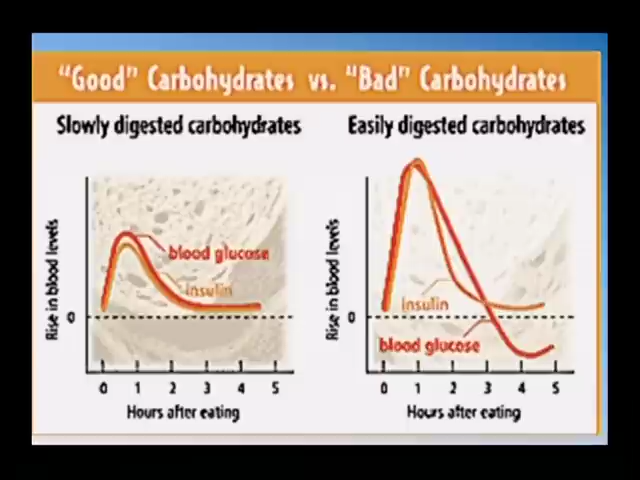 "Good" Carbohydrates vs. "Bad" Carbohydrates
Slowly digested carbohydrates
Rise in blood levels
blood glucose
insulin
0
0 1 2 3 4 5
Hours after eating
Easily digested carbohydrates
Rise in blood levels
insulin
0
blood glucose
0 1 2 3 4 5
Hours after eating